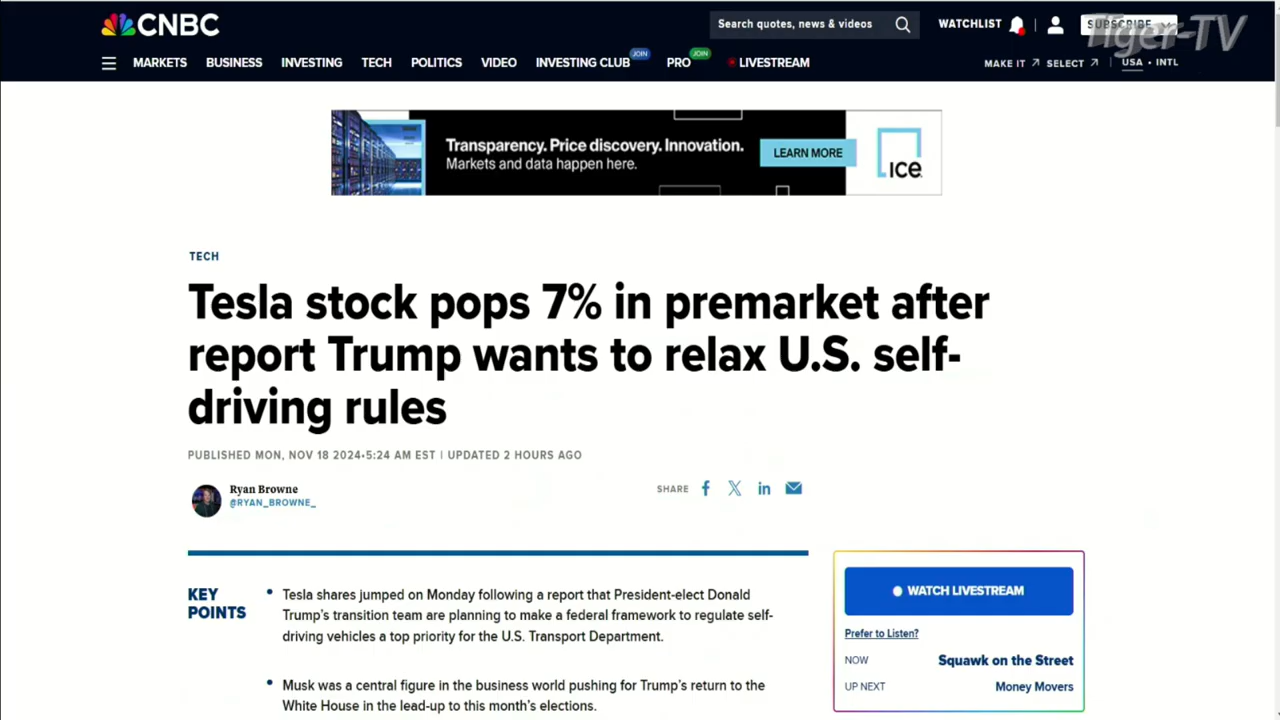 CNBC
Search quotes, news & videos
WATCHLIST
SUBSCRIBE
Tiger-TV
MARKETS BUSINESS INVESTING TECH POLITICS VIDEO INVESTING CLUB JOIN PRO JOIN LIVESTREAM
MAKE IT SELECT USA • INTL
Transparency. Price discovery. Innovation.
Markets and data happen here.
LEARN MORE
ICE
TECH
Tesla stock pops 7% in premarket after
report Trump wants to relax U.S. self-
driving rules
PUBLISHED MON, NOV 18 2024•5:24 AM EST | UPDATED 2 HOURS AGO
Ryan Browne
@RYAN_BROWNE_
SHARE
KEY
POINTS
• Tesla shares jumped on Monday following a report that President-elect Donald
Trump’s transition team are planning to make a federal framework to regulate self-
driving vehicles a top priority for the U.S. Transport Department.
• Musk was a central figure in the business world pushing for Trump’s return to the
White House in the lead-up to this month’s elections.
WATCH LIVESTREAM
Prefer to Listen?
NOW Squawk on the Street
UP NEXT Money Movers